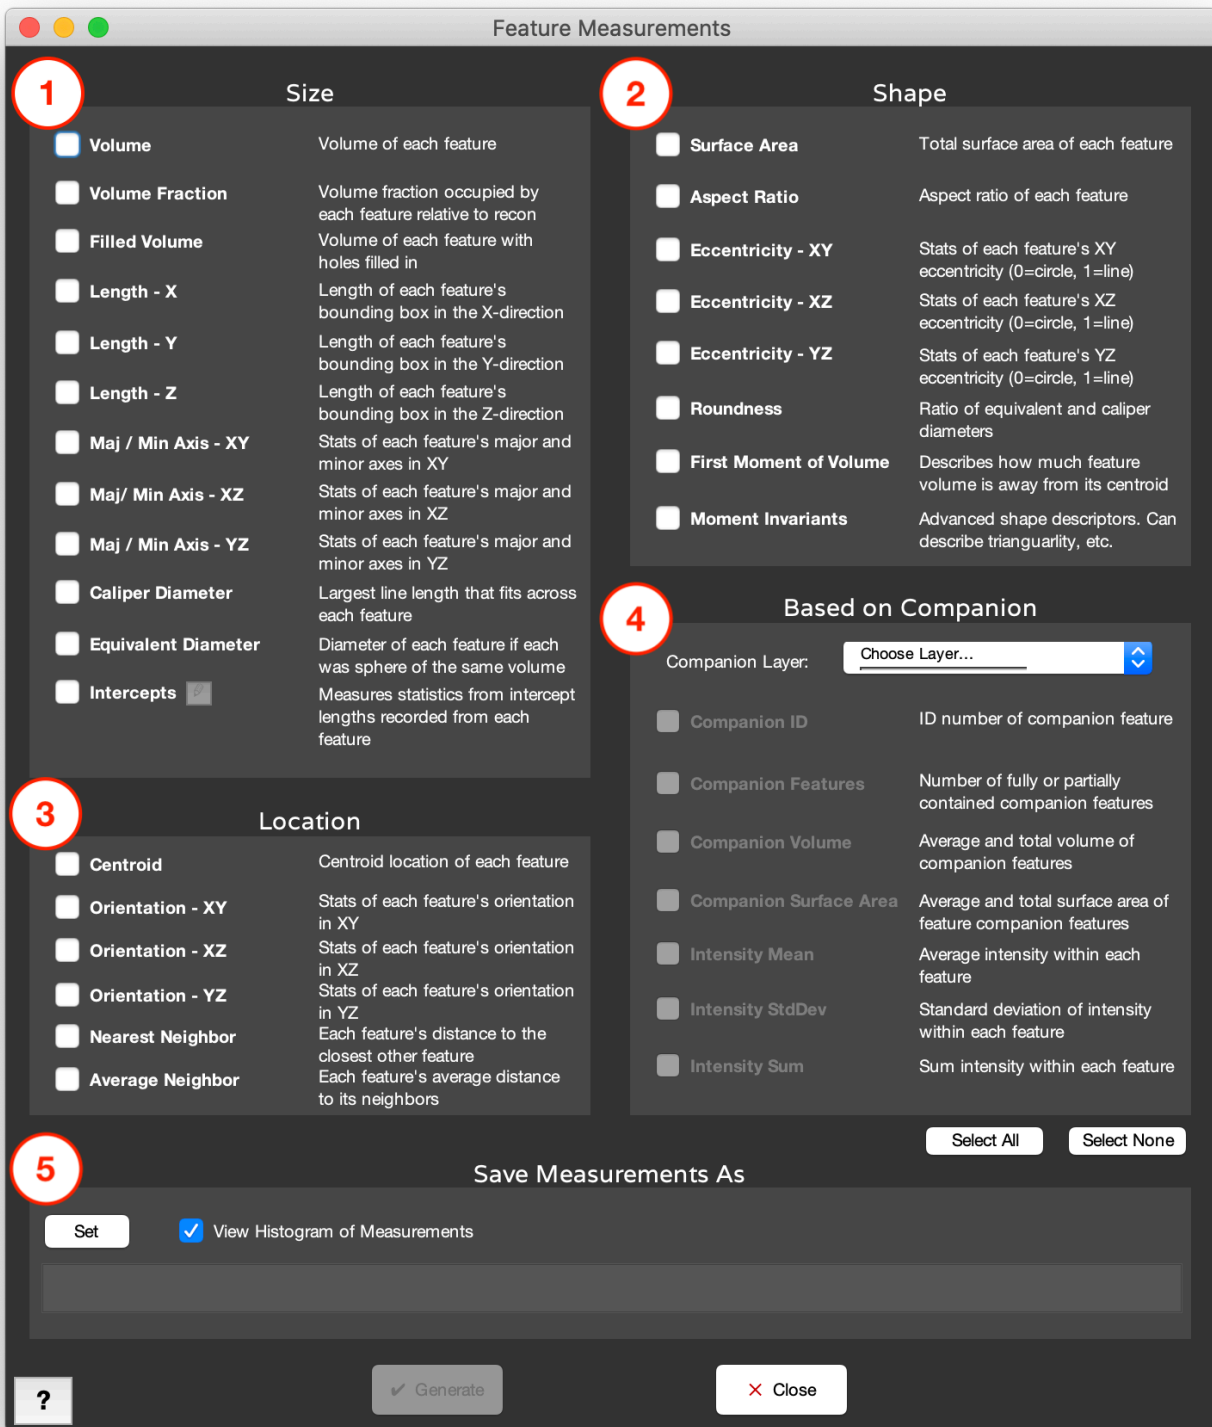 Feature Measurements
1
Size
Volume
Volume of each feature
Volume Fraction
Volume fraction occupied by
each feature relative to recon
Filled Volume
Volume of each feature with
holes filled in
Length - X
Length of each feature's
bounding box in the X-direction
Length - Y
Length of each feature's
bounding box in the Y-direction
Length - Z
Length of each feature's
bounding box in the Z-direction
Maj / Min Axis - XY
Stats of each feature's major and
minor axes in XY
Maj/ Min Axis - XZ
Stats of each feature's major and
minor axes in XZ
Maj / Min Axis - YZ
Stats of each feature's major and
minor axes in YZ
Caliper Diameter
Largest line length that fits across
each feature
Equivalent Diameter
Diameter of each feature if each
was sphere of the same volume
Intercepts
Measures statistics from intercept
lengths recorded from each
feature
2
Shape
Surface Area
Total surface area of each feature
Aspect Ratio
Aspect ratio of each feature
Eccentricity - XY
Stats of each feature's XY
eccentricity (0=circle, 1=line)
Eccentricity - XZ
Stats of each feature's XZ
eccentricity (0=circle, 1=line)
Eccentricity - YZ
Stats of each feature's YZ
eccentricity (0=circle, 1=line)
Roundness
Ratio of equivalent and caliper
diameters
First Moment of Volume
Describes how much feature
volume is away from its centroid
Moment Invariants
Advanced shape descriptors. Can
describe trianguarlity, etc.
3
Location
Centroid
Centroid location of each feature
Orientation - XY
Stats of each feature's orientation
in XY
Orientation - XZ
Stats of each feature's orientation
in XZ
Orientation - YZ
Stats of each feature's orientation
in YZ
Nearest Neighbor
Each feature's distance to the
closest other feature
Average Neighbor
Each feature's average distance
to its neighbors
4
Based on Companion
Companion Layer:
Choose Layer...
Companion ID
ID number of companion feature
Companion Features
Number of fully or partially
contained companion features
Companion Volume
Average and total volume of
companion features
Companion Surface Area
Average and total surface area of
feature companion features
Intensity Mean
Average intensity within each
feature
Intensity StdDev
Standard deviation of intensity
within each feature
Intensity Sum
Sum intensity within each feature
Select All
Select None
5
Save Measurements As
Set
View Histogram of Measurements
?
✔ Generate
✕ Close